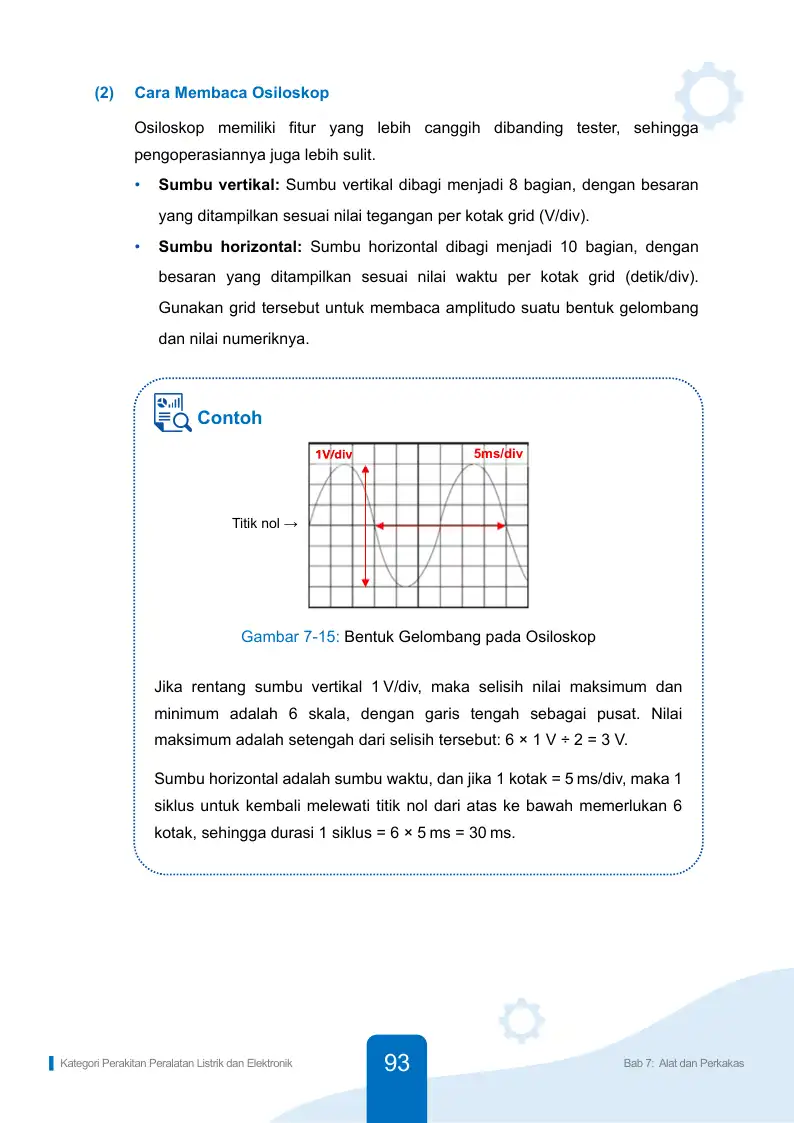 (2) Cara Membaca Osiloskop
Osiloskop memiliki fitur yang lebih canggih dibanding tester, sehingga
pengoperasiannya juga lebih sulit.
• Sumbu vertikal: Sumbu vertikal dibagi menjadi 8 bagian, dengan besaran
yang ditampilkan sesuai nilai tegangan per kotak grid (V/div).
• Sumbu horizontal: Sumbu horizontal dibagi menjadi 10 bagian, dengan
besaran yang ditampilkan sesuai nilai waktu per kotak grid (detik/div).
Gunakan grid tersebut untuk membaca amplitudo suatu bentuk gelombang
dan nilai numeriknya.
Contoh
1V/div 5ms/div
Titik nol →
Gambar 7-15: Bentuk Gelombang pada Osiloskop
Jika rentang sumbu vertikal 1 V/div, maka selisih nilai maksimum dan
minimum adalah 6 skala, dengan garis tengah sebagai pusat. Nilai
maksimum adalah setengah dari selisih tersebut: 6 × 1 V ÷ 2 = 3 V.
Sumbu horizontal adalah sumbu waktu, dan jika 1 kotak = 5 ms/div, maka 1
siklus untuk kembali melewati titik nol dari atas ke bawah memerlukan 6
kotak, sehingga durasi 1 siklus = 6 × 5 ms = 30 ms.
Kategori Perakitan Peralatan Listrik dan Elektronik
93
Bab 7: Alat dan Perkakas